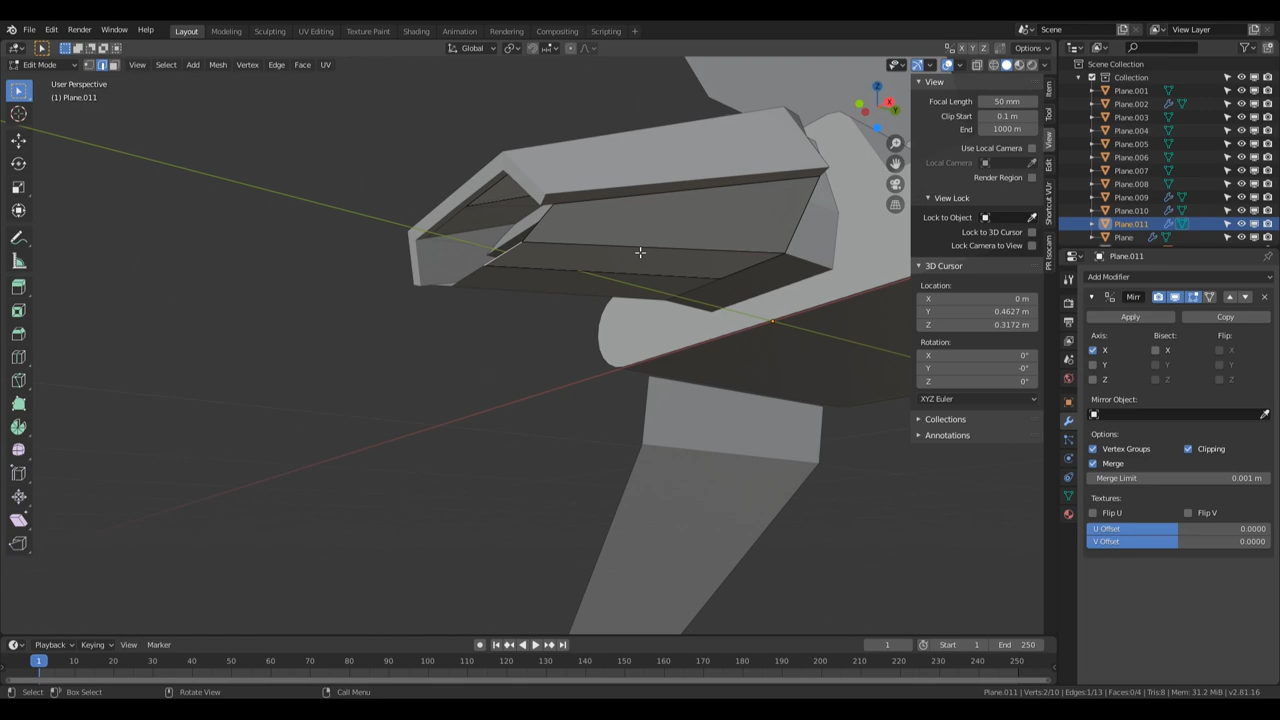 File Edit Render Window Help Layout Modeling Sculpting UV Editing Texture Paint Shading Animation Rendering Compositing Scripting + Scene View Layer
Global Options
Edit Mode View Select Add Mesh Vertex Edge Face UV
User Perspective
(1) Plane.011
X Y Z
View
Focal Length 50 mm
Clip Start 0.1 m
End 1000 m
Use Local Camera
Local Camera
Render Region
View Lock
Lock to Object
Lock to 3D Cursor
Lock Camera to View
3D Cursor
Location:
X 0 m
Y 0.4627 m
Z 0.3172 m
Rotation:
X 0°
Y -0°
Z 0°
XYZ Euler
Collections
Annotations
Item
Tool
View
Edit
Shortcut VUr
PR Isocam
Scene Collection
Collection
Plane.001
Plane.002
Plane.003
Plane.004
Plane.005
Plane.006
Plane.007
Plane.008
Plane.009
Plane.010
Plane.011
Plane
Plane.011
Add Modifier
Mirr
Apply Copy
Axis: Bisect: Flip:
X X X
Y Y Y
Z Z Z
Mirror Object:
Options:
Vertex Groups Clipping
Merge
Merge Limit 0.001 m
Textures:
Flip U Flip V
U Offset 0.0000
V Offset 0.0000
Playback Keying View Marker 1 Start 1 End 250
1 10 20 30 40 50 60 70 80 90 100 110 120 130 140 150 160 170 180 190 200 210 220 230 240 250
Select Box Select Rotate View Call Menu Plane.011 | Verts:2/10 | Edges:1/13 | Faces:0/4 | Tris:8 | Mem: 31.2 MiB | v2.81.16